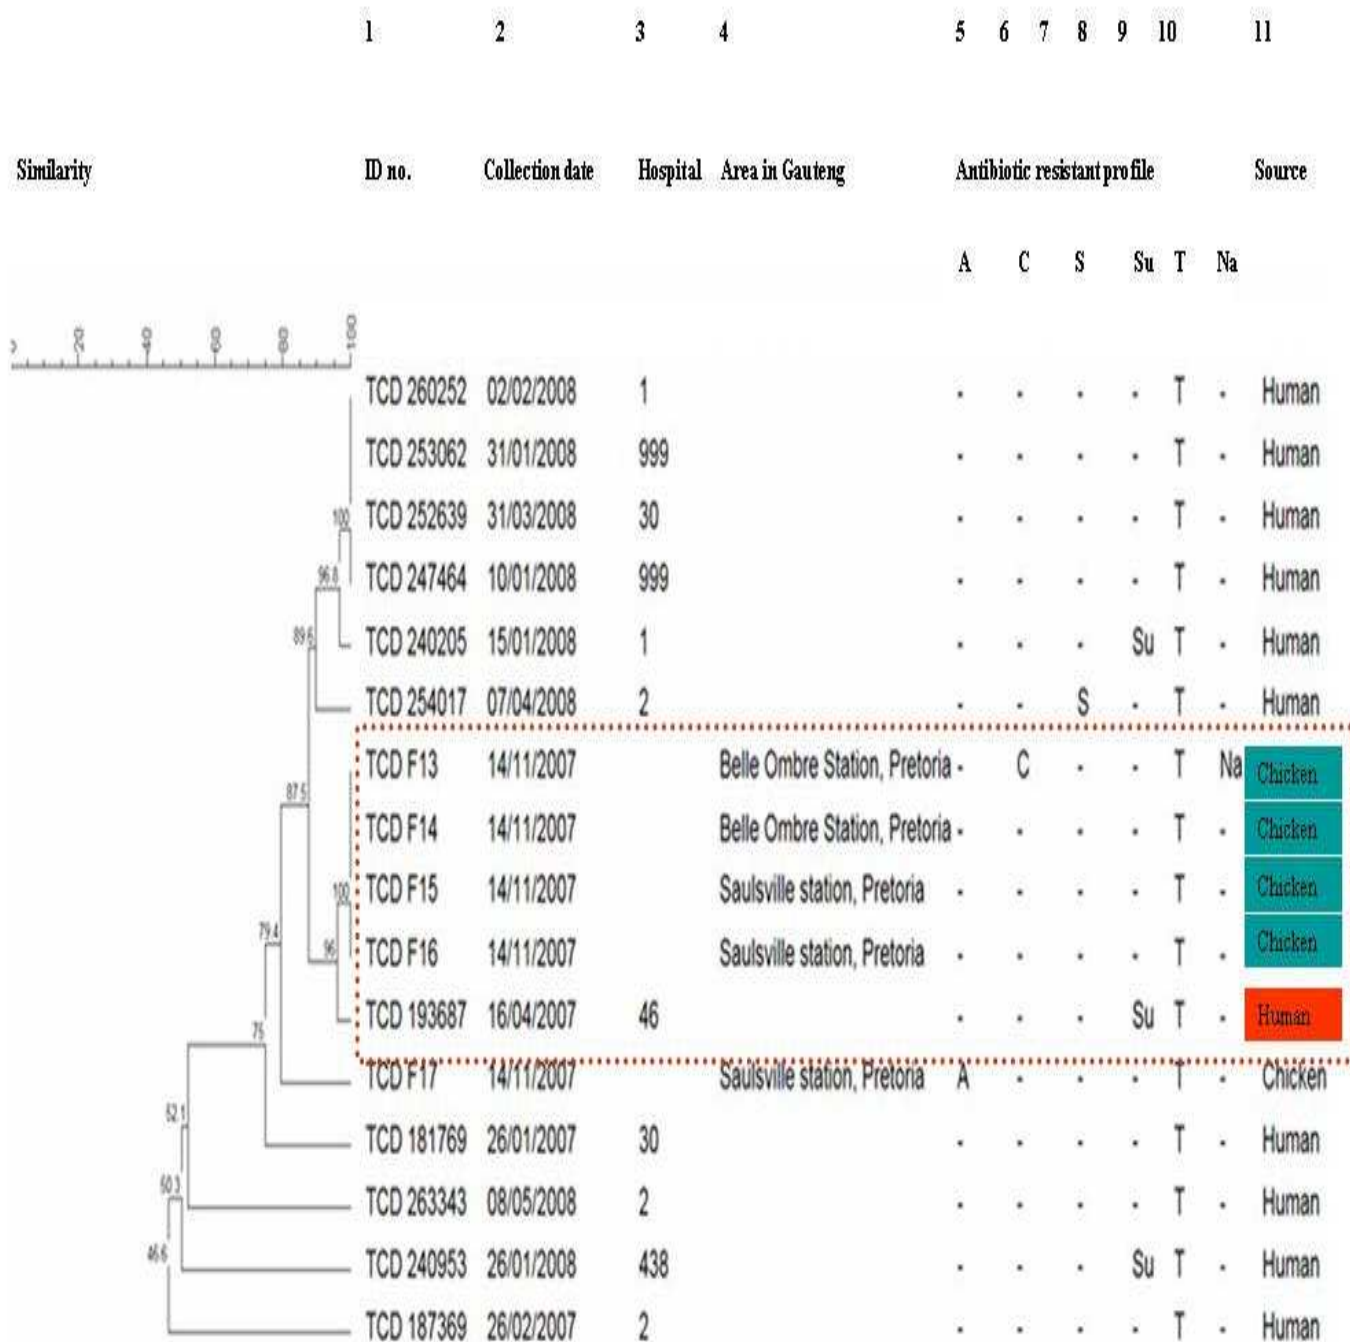 1 2 3 4 5 6 7 8 9 10 11
Similarity ID no. Collection date Hospital Area in Gauteng Antibiotic resistant profile Source
A C S Su T Na
20 40 60 80 100
TCD 260252 02/02/2008 1 - - - - T - Human
TCD 253062 31/01/2008 999 - - - - T - Human
100 TCD 252639 31/03/2008 30 - - - - T - Human
96.8 TCD 247464 10/01/2008 999 - - - - T - Human
89.6 TCD 240205 15/01/2008 1 - - - Su T - Human
TCD 254017 07/04/2008 2 - - S - T - Human
87.5 TCD F13 14/11/2007 Belle Ombre Station, Pretoria - C - - T Na Chicken
TCD F14 14/11/2007 Belle Ombre Station, Pretoria - - - - T - Chicken
100 TCD F15 14/11/2007 Saulsville station, Pretoria - - - - T - Chicken
79.4 96 TCD F16 14/11/2007 Saulsville station, Pretoria - - - - T - Chicken
75 TCD 193687 16/04/2007 46 - - - Su T - Human
TCD F17 14/11/2007 Saulsville station, Pretoria A - - - T - Chicken
52.1 TCD 181769 26/01/2007 30 - - - - T - Human
50.3 TCD 263343 08/05/2008 2 - - - - T - Human
46.6 TCD 240953 26/01/2008 438 - - - Su T - Human
TCD 187369 26/02/2007 2 - - - - T - Human